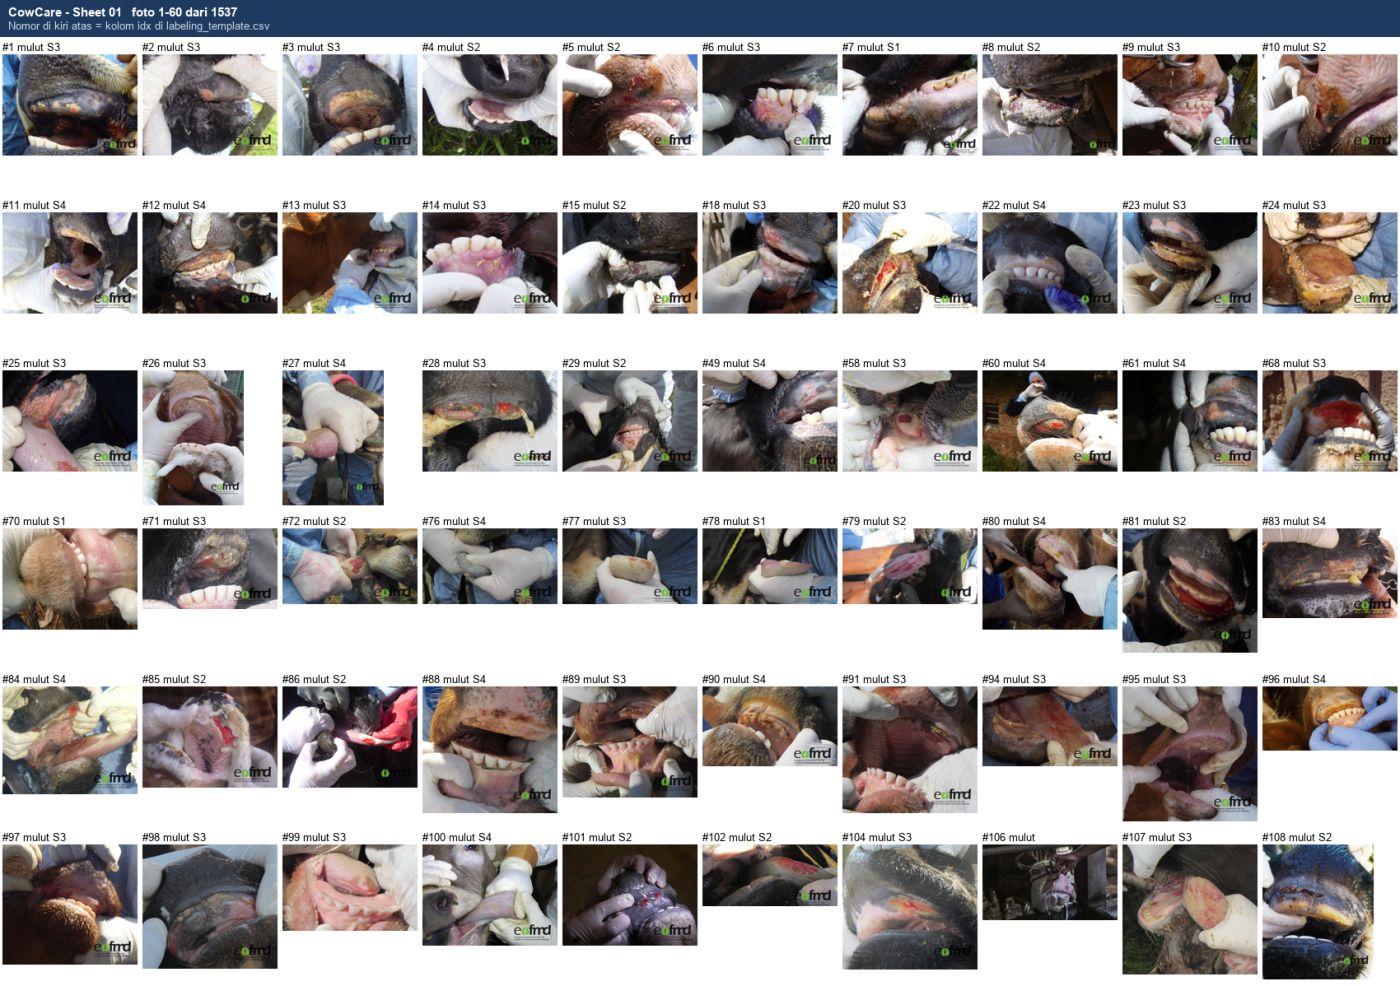 CowCare - Sheet 01 foto 1-60 dari 1537
Nomor di kiri atas = kolom idx di labeling_template.csv
#1 mulut S3
#2 mulut S3
#3 mulut S3
#4 mulut S2
#5 mulut S2
#6 mulut S3
#7 mulut S1
#8 mulut S2
#9 mulut S3
#10 mulut S2
#11 mulut S4
#12 mulut S4
#13 mulut S3
#14 mulut S3
#15 mulut S2
#18 mulut S3
#20 mulut S3
#22 mulut S4
#23 mulut S3
#24 mulut S3
#25 mulut S3
#26 mulut S3
#27 mulut S4
#28 mulut S3
#29 mulut S2
#49 mulut S4
#58 mulut S3
#60 mulut S4
#61 mulut S4
#68 mulut S3
#70 mulut S1
#71 mulut S3
#72 mulut S2
#76 mulut S4
#77 mulut S3
#78 mulut S1
#79 mulut S2
#80 mulut S4
#81 mulut S2
#83 mulut S4
#84 mulut S4
#85 mulut S2
#86 mulut S2
#88 mulut S4
#89 mulut S3
#90 mulut S4
#91 mulut S3
#94 mulut S3
#95 mulut S3
#96 mulut S4
#97 mulut S3
#98 mulut S3
#99 mulut S3
#100 mulut S4
#101 mulut S2
#102 mulut S2
#104 mulut S3
#106 mulut
#107 mulut S3
#108 mulut S2